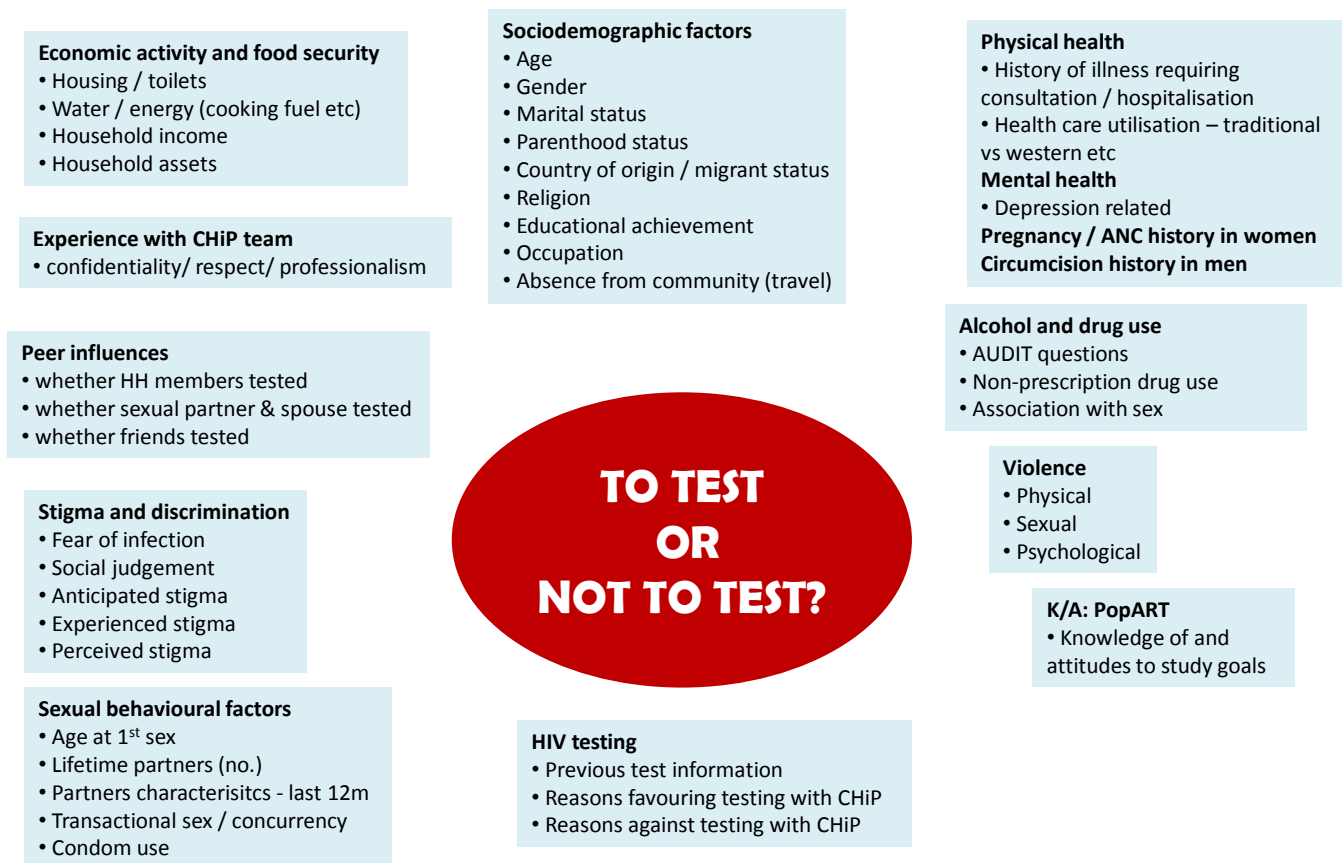 Economic activity and food security
• Housing / toilets
• Water / energy (cooking fuel etc)
• Household income
• Household assets
Sociodemographic factors
• Age
• Gender
• Marital status
• Parenthood status
• Country of origin / migrant status
• Religion
• Educational achievement
• Occupation
• Absence from community (travel)
Physical health
• History of illness requiring
consultation / hospitalisation
• Health care utilisation – traditional
vs western etc
Mental health
• Depression related
Pregnancy / ANC history in women
Circumcision history in men
Experience with CHiP team
• confidentiality/ respect/ professionalism
Alcohol and drug use
• AUDIT questions
• Non-prescription drug use
• Association with sex
Peer influences
• whether HH members tested
• whether sexual partner & spouse tested
• whether friends tested
TO TEST
OR
NOT TO TEST?
Violence
• Physical
• Sexual
• Psychological
Stigma and discrimination
• Fear of infection
• Social judgement
• Anticipated stigma
• Experienced stigma
• Perceived stigma
K/A: PopART
• Knowledge of and
attitudes to study goals
Sexual behavioural factors
• Age at 1st sex
• Lifetime partners (no.)
• Partners characterisitcs - last 12m
• Transactional sex / concurrency
• Condom use
HIV testing
• Previous test information
• Reasons favouring testing with CHiP
• Reasons against testing with CHiP